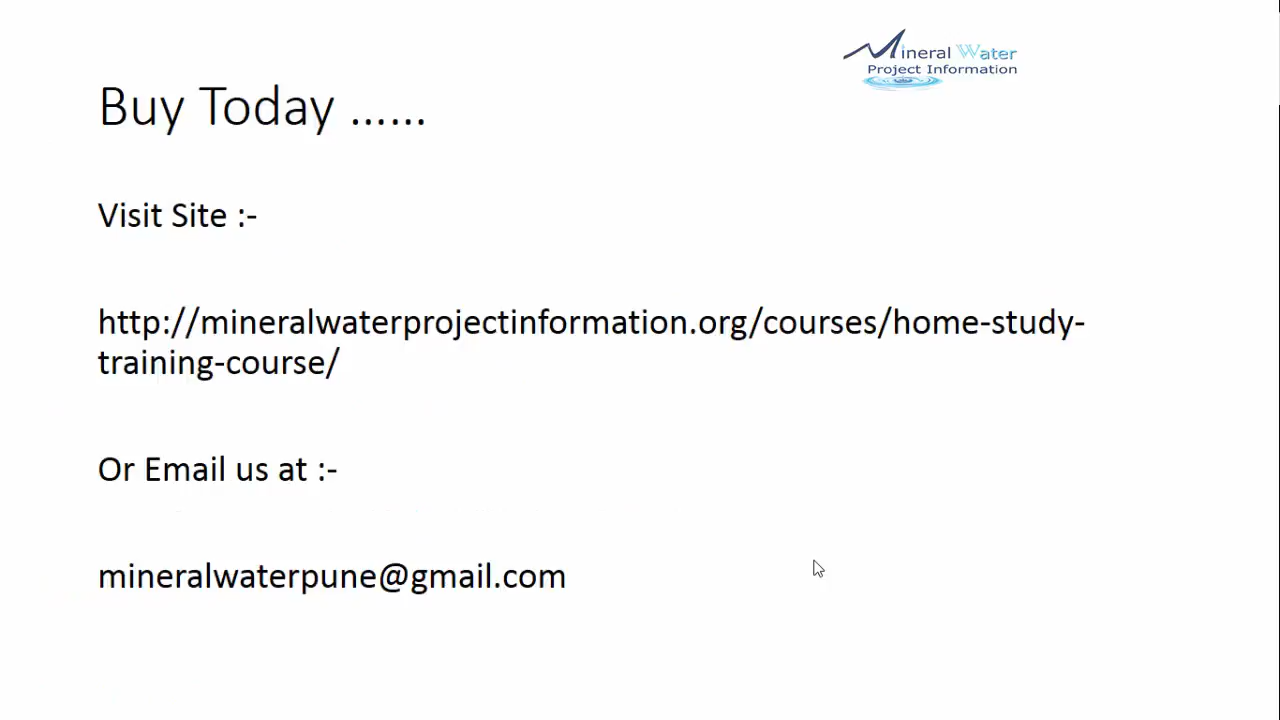 Mineral Water
Project Information
Buy Today ......
Visit Site :-
http://mineralwaterprojectinformation.org/courses/home-study-
training-course/
Or Email us at :-
mineralwaterpune@gmail.com